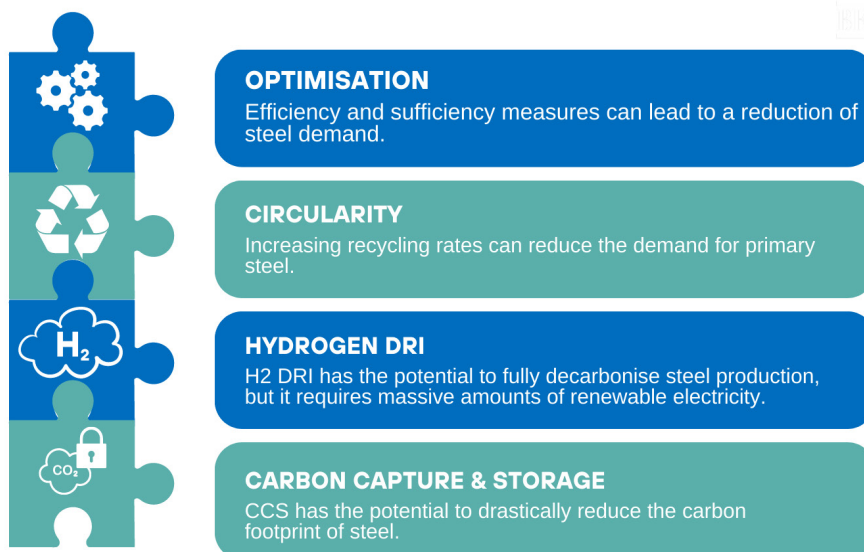 OPTIMISATION
Efficiency and sufficiency measures can lead to a reduction of
steel demand.
CIRCULARITY
Increasing recycling rates can reduce the demand for primary
steel.
H₂
HYDROGEN DRI
H2 DRI has the potential to fully decarbonise steel production,
but it requires massive amounts of renewable electricity.
CO₂
CARBON CAPTURE & STORAGE
CCS has the potential to drastically reduce the carbon
footprint of steel.